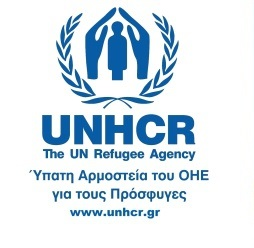 UNHCR
The UN Refugee Agency
Ύπατη Αρμοστεία του ΟΗΕ
για τους Πρόσφυγες
www.unhcr.gr